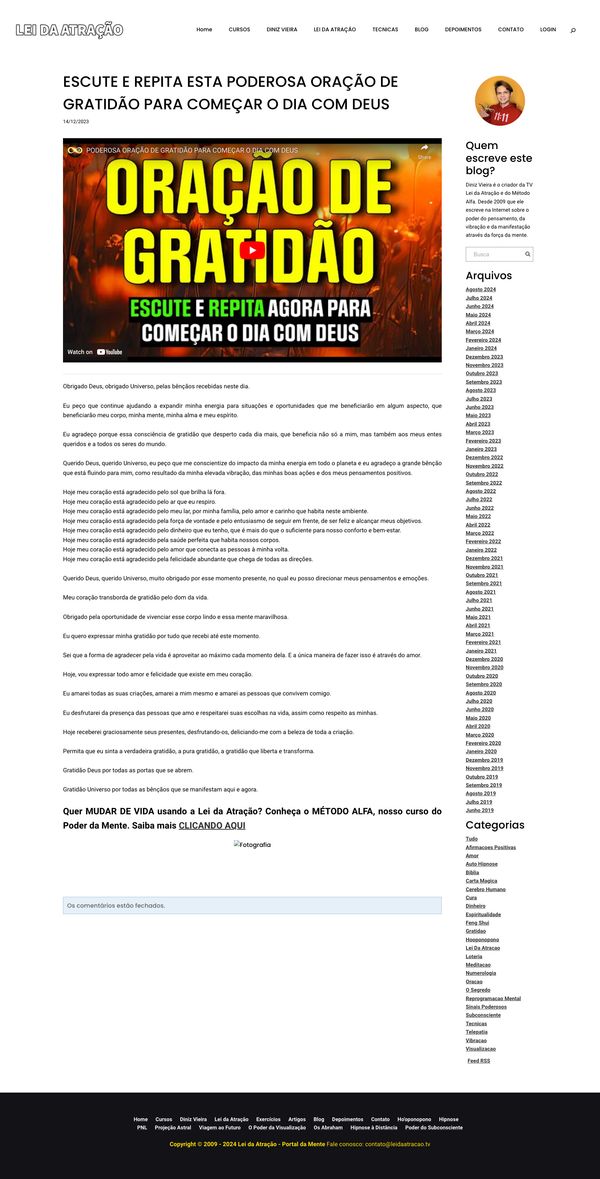 LEI DA ATRAÇÃO
Home CURSOS DINIZ VIEIRA LEI DA ATRAÇÃO TECNICAS BLOG DEPOIMENTOS CONTATO LOGIN
ESCUTE E REPITA ESTA PODEROSA ORAÇÃO DE
GRATIDÃO PARA COMEÇAR O DIA COM DEUS
14/12/2023
PODEROSA ORAÇÃO DE GRATIDÃO PARA COMEÇAR O DIA COM DEUS
Share
ORAÇÃO DE
GRATIDÃO
ESCUTE E REPITA AGORA PARA
COMEÇAR O DIA COM DEUS
Watch on YouTube
Obrigado Deus, obrigado Universo, pelas bênçãos recebidas neste dia.
Eu peço que continue ajudando a expandir minha energia para situações e oportunidades que me beneficiarão em algum aspecto, que
beneficiarão meu corpo, minha mente, minha alma e meu espírito.
Eu agradeço porque essa consciência de gratidão que desperto cada dia mais, que beneficia não só a mim, mas também aos meus entes
queridos e a todos os seres do mundo.
Querido Deus, querido Universo, eu peço que me conscientize do impacto da minha energia em todo o planeta e eu agradeço a grande bênção
que está fluindo para mim, como resultado da minha elevada vibração, das minhas boas ações e dos meus pensamentos positivos.
Hoje meu coração está agradecido pelo sol que brilha lá fora.
Hoje meu coração está agradecido pelo ar que eu respiro.
Hoje meu coração está agradecido pelo meu lar, por minha família, pelo amor e carinho que habita neste ambiente.
Hoje meu coração está agradecido pela força de vontade e pelo entusiasmo de seguir em frente, de ser feliz e alcançar meus objetivos.
Hoje meu coração está agradecido pelo dinheiro que eu tenho, que é mais do que o suficiente para nosso conforto e bem-estar.
Hoje meu coração está agradecido pela saúde perfeita que habita nossos corpos.
Hoje meu coração está agradecido pelo amor que conecta as pessoas à minha volta.
Hoje meu coração está agradecido pela felicidade abundante que chega de todas as direções.
Querido Deus, querido Universo, muito obrigado por esse momento presente, no qual eu posso direcionar meus pensamentos e emoções.
Meu coração transborda de gratidão pelo dom da vida.
Obrigado pela oportunidade de vivenciar esse corpo lindo e essa mente maravilhosa.
Eu quero expressar minha gratidão por tudo que recebi até este momento.
Sei que a forma de agradecer pela vida é aproveitar ao máximo cada momento dela. E a única maneira de fazer isso é através do amor.
Hoje, vou expressar todo amor e felicidade que existe em meu coração.
Eu amarei todas as suas criações, amarei a mim mesmo e amarei as pessoas que convivem comigo.
Eu desfrutarei da presença das pessoas que amo e respeitarei suas escolhas na vida, assim como respeito as minhas.
Hoje receberei graciosamente seus presentes, desfrutando-os, deliciando-me com a beleza de toda a criação.
Permita que eu sinta a verdadeira gratidão, a pura gratidão, a gratidão que liberta e transforma.
Gratidão Deus por todas as portas que se abrem.
Gratidão Universo por todas as bênçãos que se manifestam aqui e agora.
Quer MUDAR DE VIDA usando a Lei da Atração? Conheça o MÉTODO ALFA, nosso curso do
Poder da Mente. Saiba mais CLICANDO AQUI
Fotografia
Os comentários estão fechados.
11:11
Quem
escreve este
blog?
Diniz Vieira é o criador da TV
Lei da Atração e do Método
Alfa. Desde 2009 que ele
escreve na Internet sobre o
poder do pensamento, da
vibração e da manifestação
através da força da mente.
Busca
Arquivos
Agosto 2024
Julho 2024
Junho 2024
Maio 2024
Abril 2024
Março 2024
Fevereiro 2024
Janeiro 2024
Dezembro 2023
Novembro 2023
Outubro 2023
Setembro 2023
Agosto 2023
Julho 2023
Junho 2023
Maio 2023
Abril 2023
Março 2023
Fevereiro 2023
Janeiro 2023
Dezembro 2022
Novembro 2022
Outubro 2022
Setembro 2022
Agosto 2022
Julho 2022
Junho 2022
Maio 2022
Abril 2022
Março 2022
Fevereiro 2022
Janeiro 2022
Dezembro 2021
Novembro 2021
Outubro 2021
Setembro 2021
Agosto 2021
Julho 2021
Junho 2021
Maio 2021
Abril 2021
Março 2021
Fevereiro 2021
Janeiro 2021
Dezembro 2020
Novembro 2020
Outubro 2020
Setembro 2020
Agosto 2020
Julho 2020
Junho 2020
Maio 2020
Abril 2020
Março 2020
Fevereiro 2020
Janeiro 2020
Dezembro 2019
Novembro 2019
Outubro 2019
Setembro 2019
Agosto 2019
Julho 2019
Junho 2019
Categorias
Tudo
Afirmacoes Positivas
Amor
Auto Hipnose
Bíblia
Carta Magica
Cerebro Humano
Cura
Dinheiro
Espiritualidade
Feng Shui
Gratidao
Hooponopono
Lei Da Atracao
Loteria
Meditacao
Numerologia
Oracao
O Segredo
Reprogramacao Mental
Sinais Poderosos
Subconsciente
Tecnicas
Telepatia
Vibracao
Visualizacao
Feed RSS
Home Cursos Diniz Vieira Lei da Atração Exercícios Artigos Blog Depoimentos Contato Ho'oponopono Hipnose
PNL Projeção Astral Viagem ao Futuro O Poder da Visualização Os Abraham Hipnose à Distância Poder do Subconsciente
Copyright © 2009 - 2024 Lei da Atração - Portal da Mente Fale conosco: contato@leidaatracao.tv